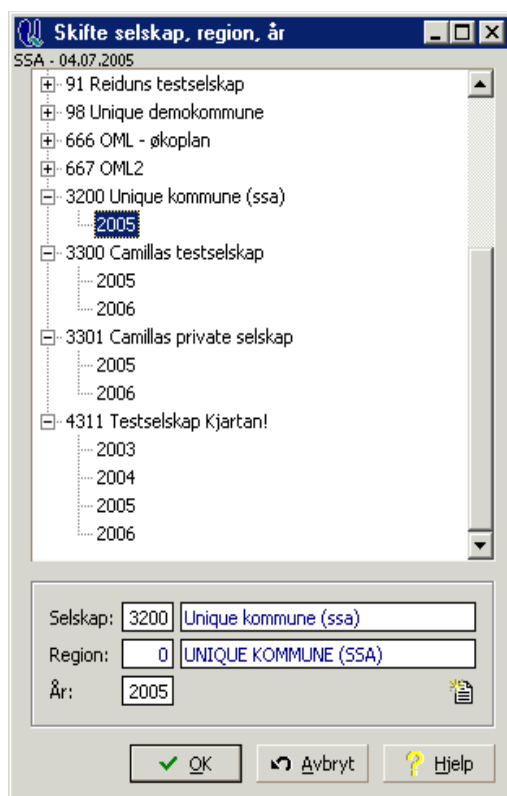 Skifte selskap, region, år
SSA - 04.07.2005
91 Reiduns testselskap
98 Unique demokommune
666 OML - økoplan
667 OML2
3200 Unique kommune (ssa)
2005
3300 Camillas testselskap
2005
2006
3301 Camillas private selskap
2005
2006
4311 Testselskap Kjartan!
2003
2004
2005
2006
Selskap: 3200 Unique kommune (ssa)
Region: 0 UNIQUE KOMMUNE (SSA)
År: 2005
OK Avbryt Hjelp